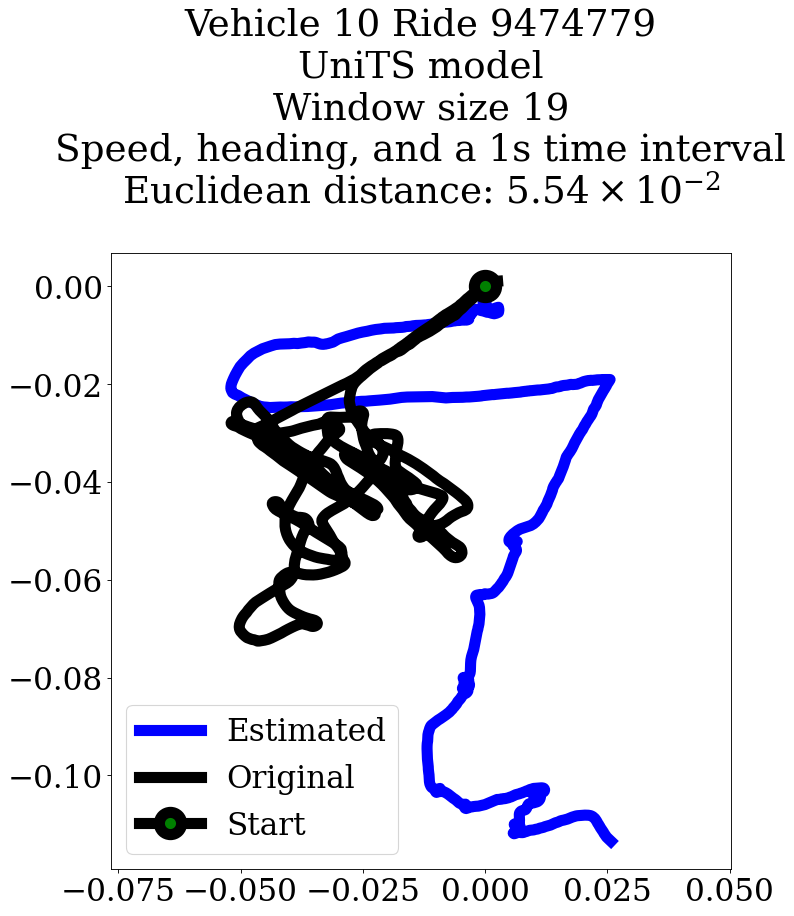 Vehicle 10 Ride 9474779
UniTS model
Window size 19
Speed, heading, and a 1s time interval
Euclidean distance: 5.54 × 10⁻²
0.00
−0.02
−0.04
−0.06
−0.08
−0.10
Estimated
Original
Start
−0.075 −0.050 −0.025 0.000 0.025 0.050